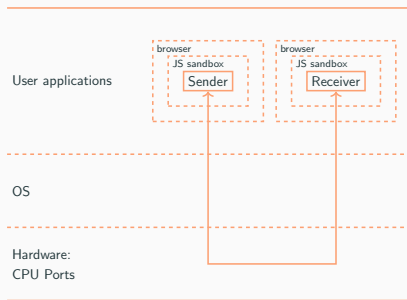 browser
browser
JS sandbox
JS sandbox
User applications
Sender
Receiver
OS
Hardware:
CPU Ports